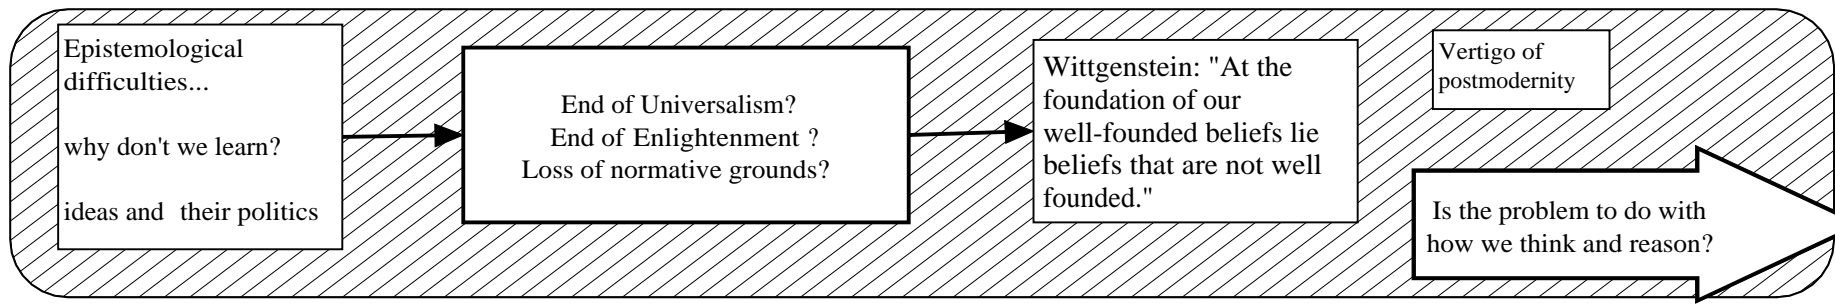 Epistemological
difficulties...
why don't we learn?
ideas and their politics
End of Universalism?
End of Enlightenment ?
Loss of normative grounds?
Wittgenstein: "At the
foundation of our
well-founded beliefs lie
beliefs that are not well
founded."
Vertigo of
postmodernity
Is the problem to do with
how we think and reason?